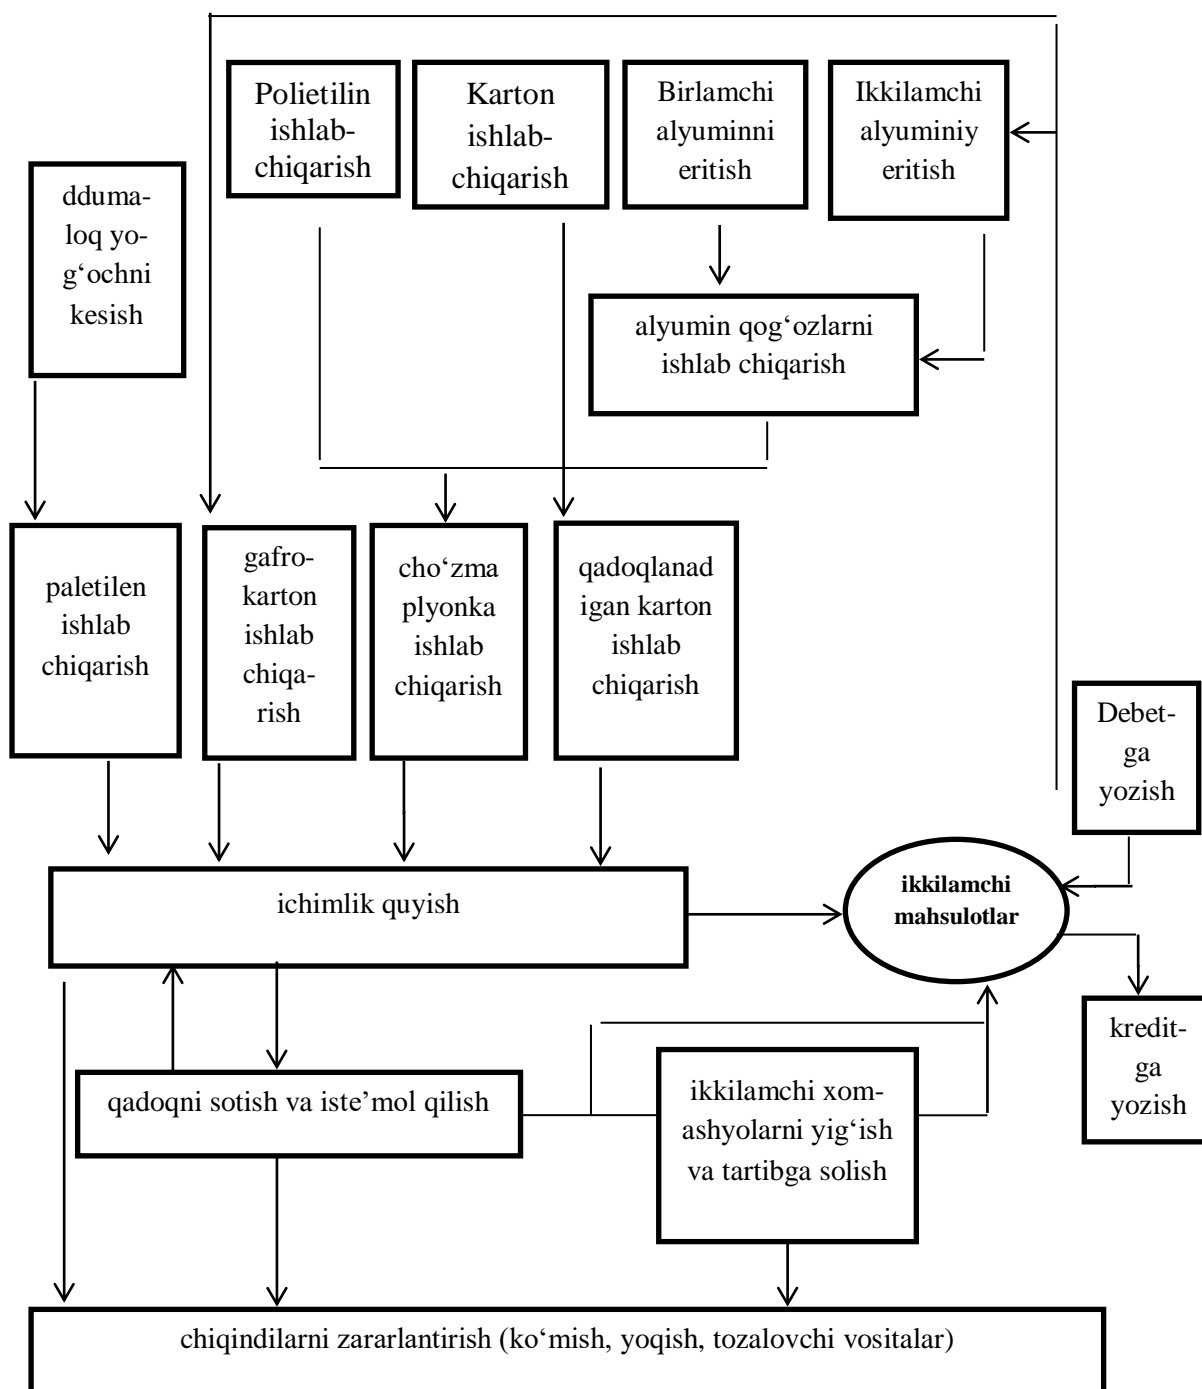 Polietilin
ishlab-
chiqarish
Karton
ishlab-
chiqarish
Birlamchi
alyuminni
eritish
Ikkilamchi
alyuminiy
eritish
dduma-
loq yo-
g‘ochni
kesish
alyumin qog‘ozlarni
ishlab chiqarish
paletilen
ishlab
chiqarish
gafro-
karton
ishlab
chiqa-
rish
cho‘zma
plyonka
ishlab
chiqarish
qadoqlanad
igan karton
ishlab
chiqarish
Debet-
ga
yozish
ichimlik quyish
ikkilamchi
mahsulotlar
kredit-
ga
yozish
qadoqni sotish va iste’mol qilish
ikkilamchi xom-
ashyolarni yig‘ish
va tartibga solish
chiqindilarni zararlantirish (ko‘mish, yoqish, tozalovchi vositalar)